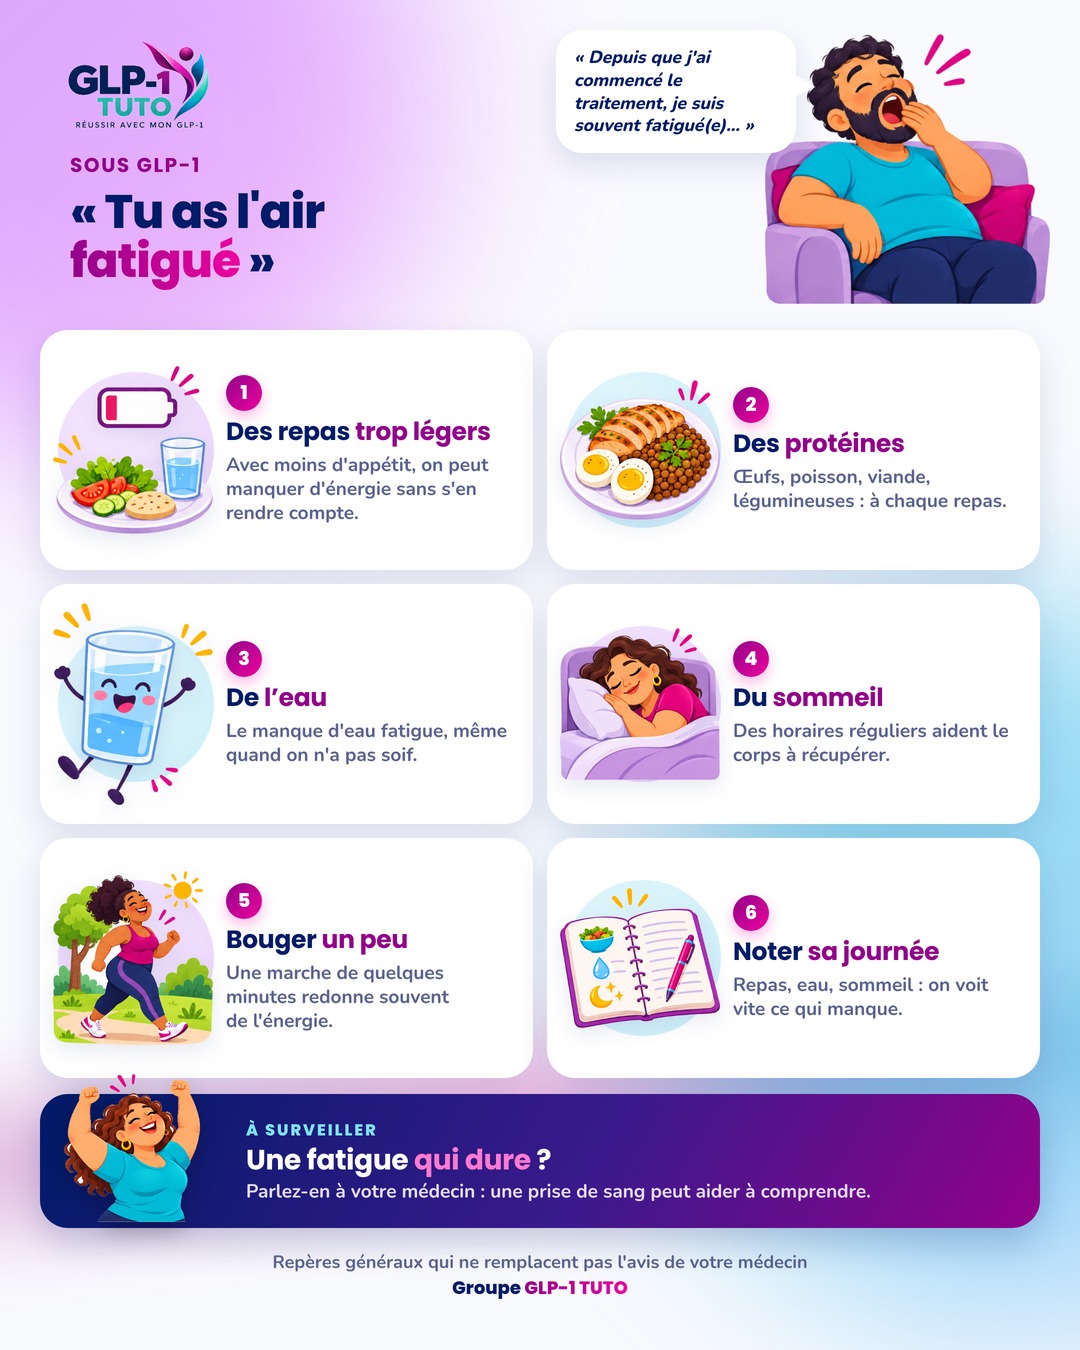 GLP-1
TUTO
RÉUSSIR AVEC MON GLP-1
SOUS GLP-1
« Tu as l'air
fatigué »
« Depuis que j'ai
commencé le
traitement, je suis
souvent fatigué(e)... »
1
Des repas trop légers
Avec moins d'appétit, on peut
manquer d'énergie sans s'en
rendre compte.
2
Des protéines
Œufs, poisson, viande,
légumineuses : à chaque repas.
3
De l’eau
Le manque d'eau fatigue, même
quand on n'a pas soif.
4
Du sommeil
Des horaires réguliers aident le
corps à récupérer.
5
Bouger un peu
Une marche de quelques
minutes redonne souvent
de l'énergie.
6
Noter sa journée
Repas, eau, sommeil : on voit
vite ce qui manque.
À SURVEILLER
Une fatigue qui dure ?
Parlez-en à votre médecin : une prise de sang peut aider à comprendre.
Repères généraux qui ne remplacent pas l'avis de votre médecin
Groupe GLP-1 TUTO